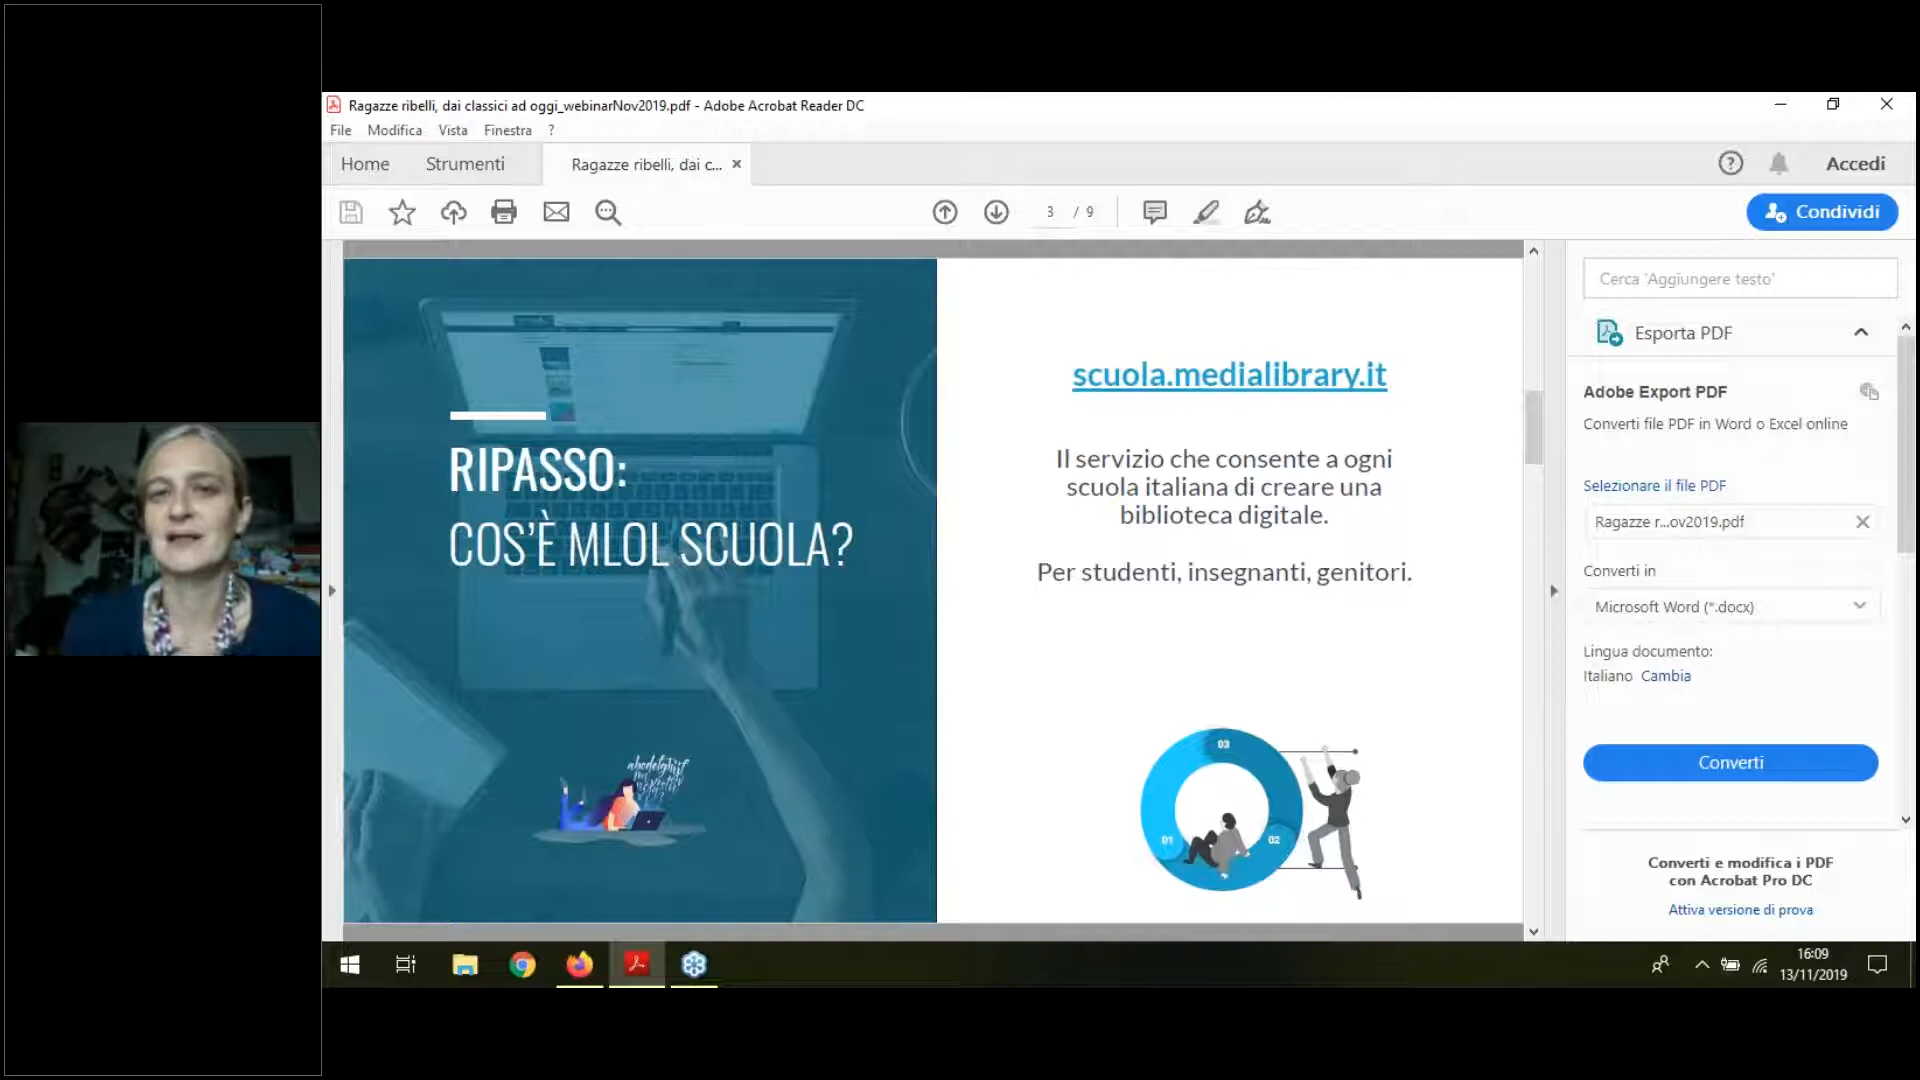 Ragazze ribelli, dai classici ad oggi_webinarNov2019.pdf - Adobe Acrobat Reader DC
File Modifica Vista Finestra ?
Home Strumenti Ragazze ribelli, dai c... × Accedi
3 / 9 Condividi
RIPASSO:
COS'È MLOL SCUOLA?
scuola.medialibrary.it
Il servizio che consente a ogni
scuola italiana di creare una
biblioteca digitale.
Per studenti, insegnanti, genitori.
03
01
02
Cerca 'Aggiungere testo'
Esporta PDF
Adobe Export PDF
Converti file PDF in Word o Excel online
Selezionare il file PDF
Ragazze r...ov2019.pdf
Converti in
Microsoft Word (*.docx)
Lingua documento:
Italiano Cambia
Converti
Converti e modifica i PDF
con Acrobat Pro DC
Attiva versione di prova
16:09
13/11/2019